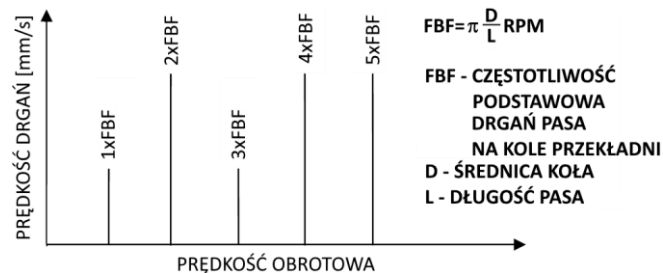 PRĘDKOŚĆ DRGAŃ [mm/s]
1xFBF
2xFBF
3xFBF
4xFBF
5xFBF
PRĘDKOŚĆ OBROTOWA
FBF=π D/L RPM
FBF - CZĘSTOTLIWOŚĆ
PODSTAWOWA
DRGAŃ PASA
NA KOLE PRZEKŁADNI
D - ŚREDNICA KOŁA
L - DŁUGOŚĆ PASA